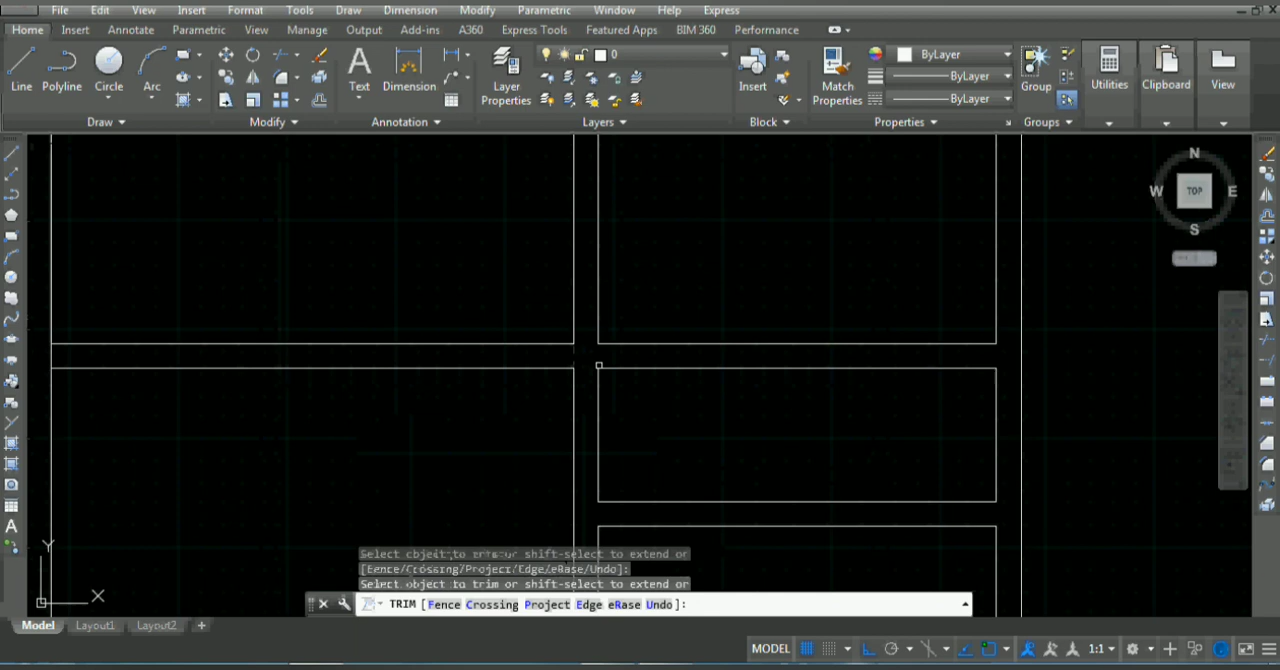 File Edit View Insert Format Tools Draw Dimension Modify Parametric Window Help Express
Home Insert Annotate Parametric View Manage Output Add-ins A360 Express Tools Featured Apps BIM 360 Performance
0 ByLayer
ByLayer
ByLayer
Line Polyline Circle Arc Text Dimension Layer Properties Insert Match Properties Group Utilities Clipboard View
Draw Modify Annotation Layers Block Properties Groups
N
W TOP E
S
A
Y
X
Select object to trim or shift-select to extend or
[Fence/Crossing/Project/Edge/eRase/Undo]:
Select object to trim or shift-select to extend or
TRIM [Fence Crossing Project Edge eRase Undo]:
Model Layout1 Layout2 +
MODEL 1:1